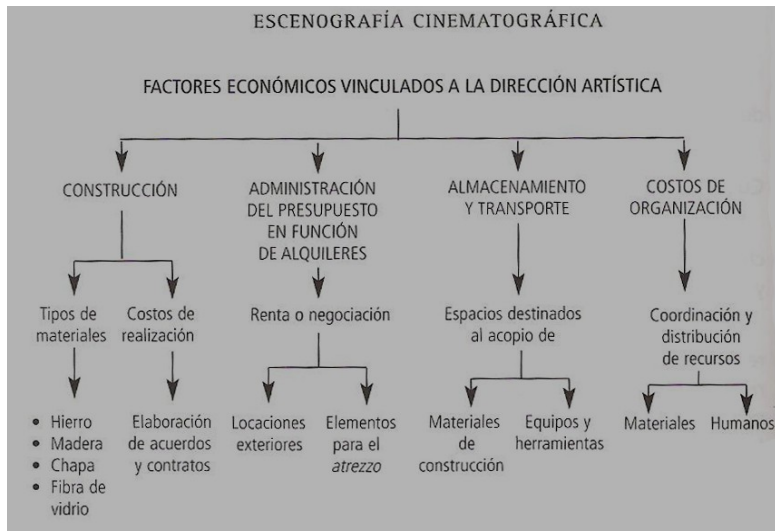 ESCENOGRAFÍA CINEMATOGRÁFICA
FACTORES ECONÓMICOS VINCULADOS A LA DIRECCIÓN ARTÍSTICA
CONSTRUCCIÓN
ADMINISTRACIÓN
DEL PRESUPUESTO
EN FUNCIÓN
DE ALQUILERES
ALMACENAMIENTO
Y TRANSPORTE
COSTOS DE
ORGANIZACIÓN
Tipos de
materiales
Costos de
realización
Renta o negociación
Espacios destinados
al acopio de
Coordinación y
distribución
de recursos
• Hierro
• Madera
• Chapa
• Fibra de
vidrio
Elaboración
de acuerdos
y contratos
Locaciones
exteriores
Elementos
para el
atrezzo
Materiales
de
construcción
Equipos y
herramientas
Materiales
Humanos